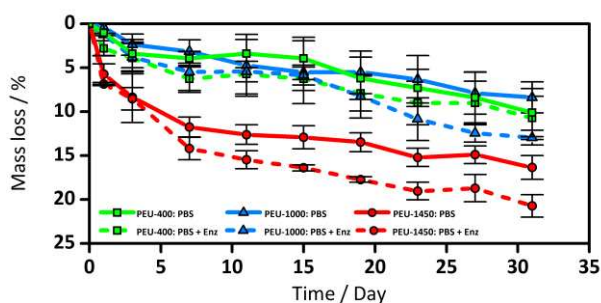 0
5
10
15
20
25
Mass loss / %
PEU-400: PBS PEU-1000: PBS PEU-1450: PBS
PEU-400: PBS + Enz PEU-1000: PBS + Enz PEU-1450: PBS + Enz
0 5 10 15 20 25 30 35
Time / Day